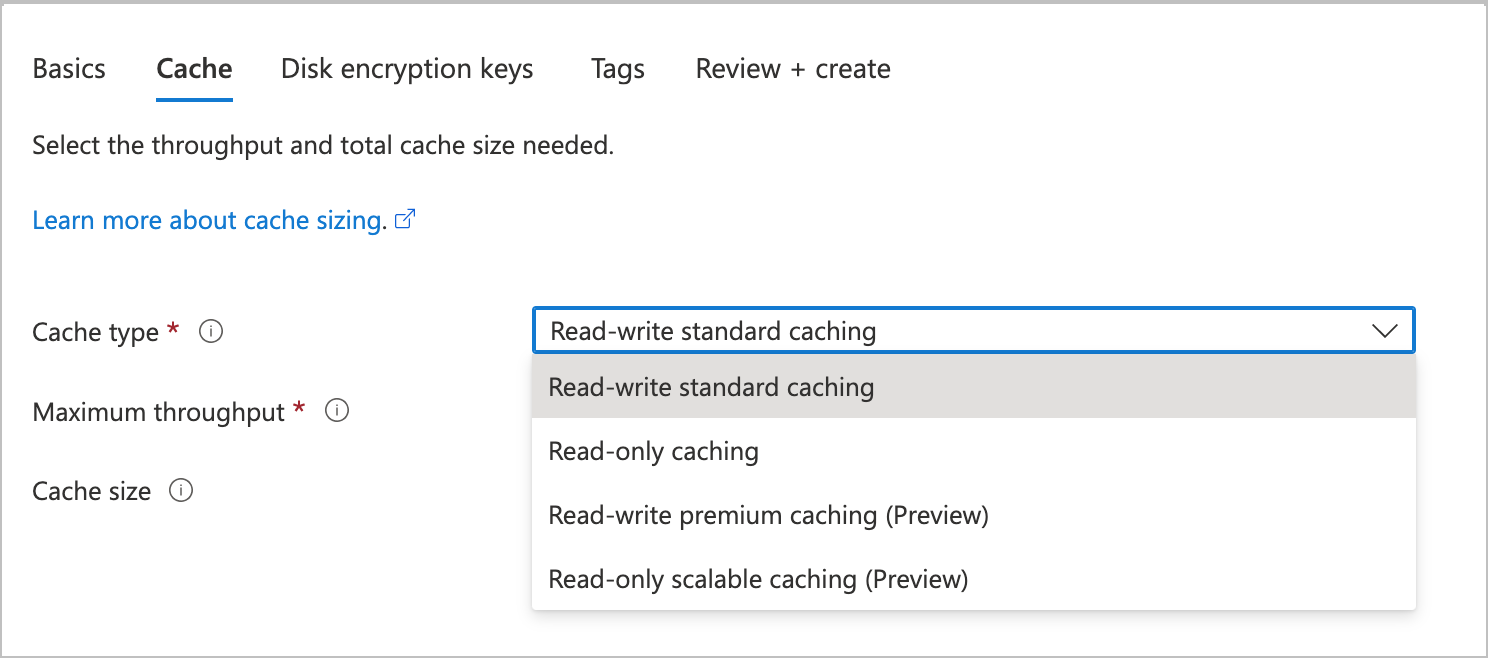 Basics Cache Disk encryption keys Tags Review + create
Select the throughput and total cache size needed.
Learn more about cache sizing.
Cache type * Read-write standard caching
Read-write standard caching
Maximum throughput *
Read-only caching
Cache size
Read-write premium caching (Preview)
Read-only scalable caching (Preview)